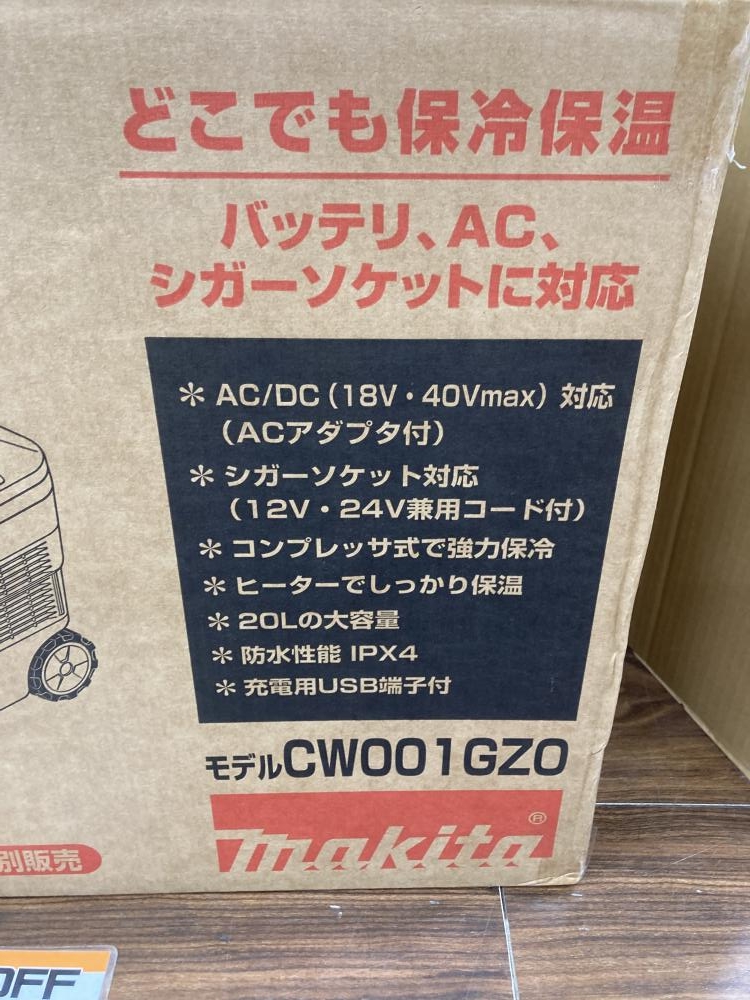 どこでも保冷保温
バッテリ、AC、
シガーソケットに対応
＊ AC/DC（18V・40Vmax）対応
（ACアダプタ付）
＊ シガーソケット対応
（12V・24V兼用コード付）
＊ コンプレッサ式で強力保冷
＊ ヒーターでしっかり保温
＊ 20Lの大容量
＊ 防水性能 IPX4
＊ 充電用USB端子付
モデルCW001GZO
makita®
別販売
OFF